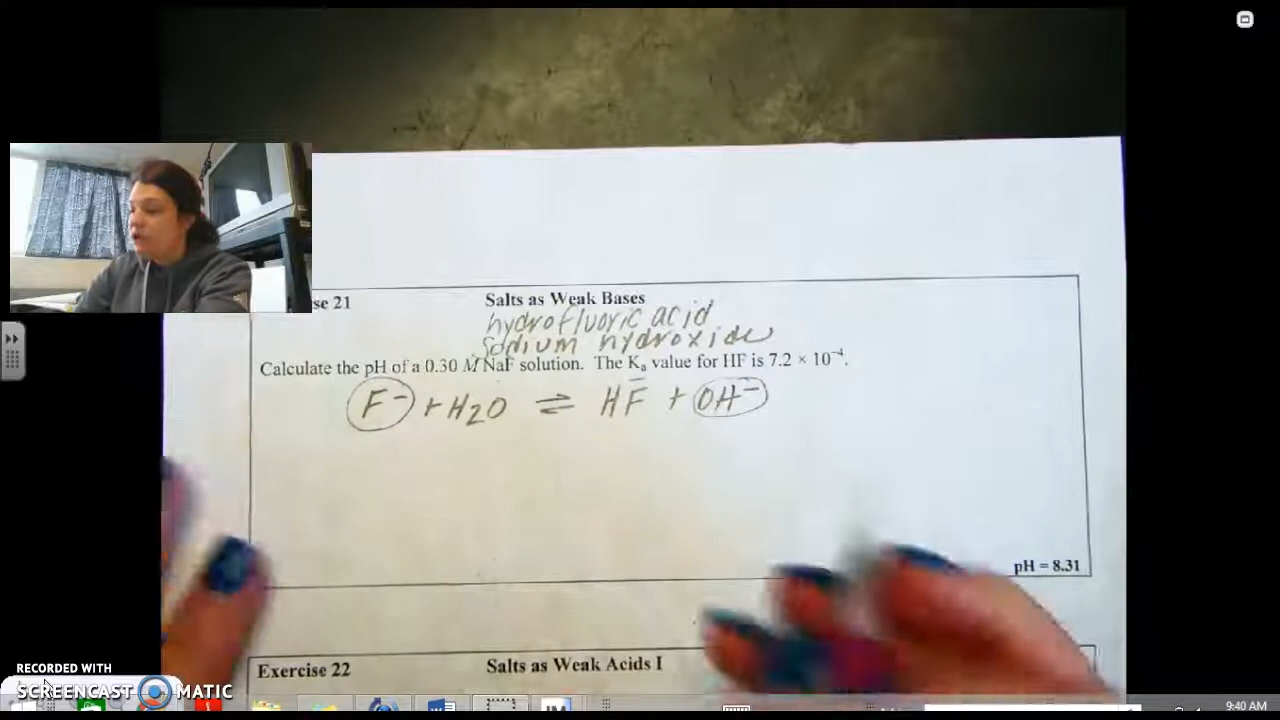 se 21
Salts as Weak Bases
hydrofluoric acid
Sodium hydroxide
Calculate the pH of a 0.30 M NaF solution. The Ka value for HF is 7.2 × 10⁻⁴.
F⁻ + H₂O ⇌ HF + OH⁻
pH = 8.31
Exercise 22
Salts as Weak Acids I
RECORDED WITH
SCREENCAST MATIC
9:40 AM